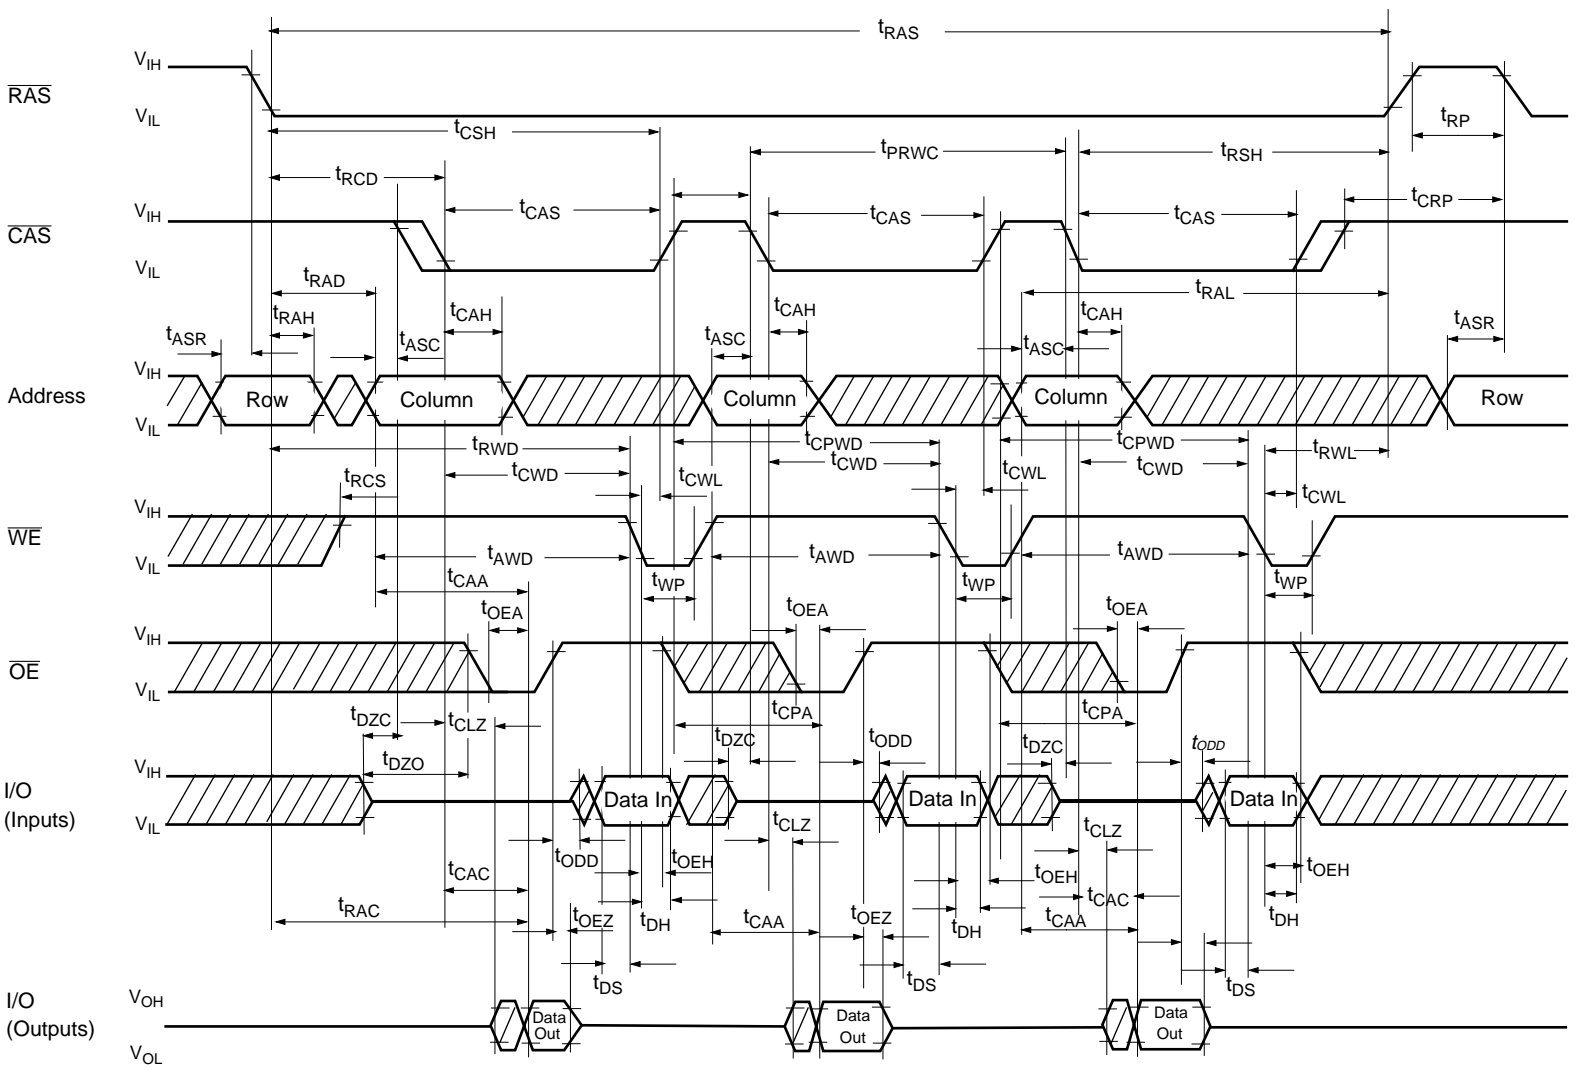 tRAS
VIH
RAS
VIL
tCSH
tRP
tPRWC
tRSH
tRCD
VIH
tCAS
tCAS
tCAS
tCRP
CAS
VIL
tRAD
tRAL
tASR
tRAH
tASC
tCAH
tASC
tCAH
tASC
tCAH
tASR
VIH
Address
Row
Column
Column
Column
Row
VIL
tRWD
tCPWD
tCPWD
tRCS
tCWD
tCWL
tCWD
tCWL
tCWD
tRWL
tCWL
VIH
WE
VIL
tAWD
tAWD
tAWD
tCAA
tWP
tWP
tWP
tOEA
tOEA
tOEA
VIH
OE
VIL
tDZC
tCLZ
tCPA
tCPA
tDZO
tDZC
tODD
tDZC
tODD
VIH
I/O
(Inputs)
Data In
Data In
Data In
VIL
tCLZ
tCLZ
tODD
tOEH
tOEH
tOEH
tCAC
tCAC
tRAC
tOEZ
tDH
tCAA
tOEZ
tDH
tCAA
tDH
tDS
tDS
tDS
VOH
I/O
(Outputs)
Data
Out
Data
Out
Data
Out
VOL